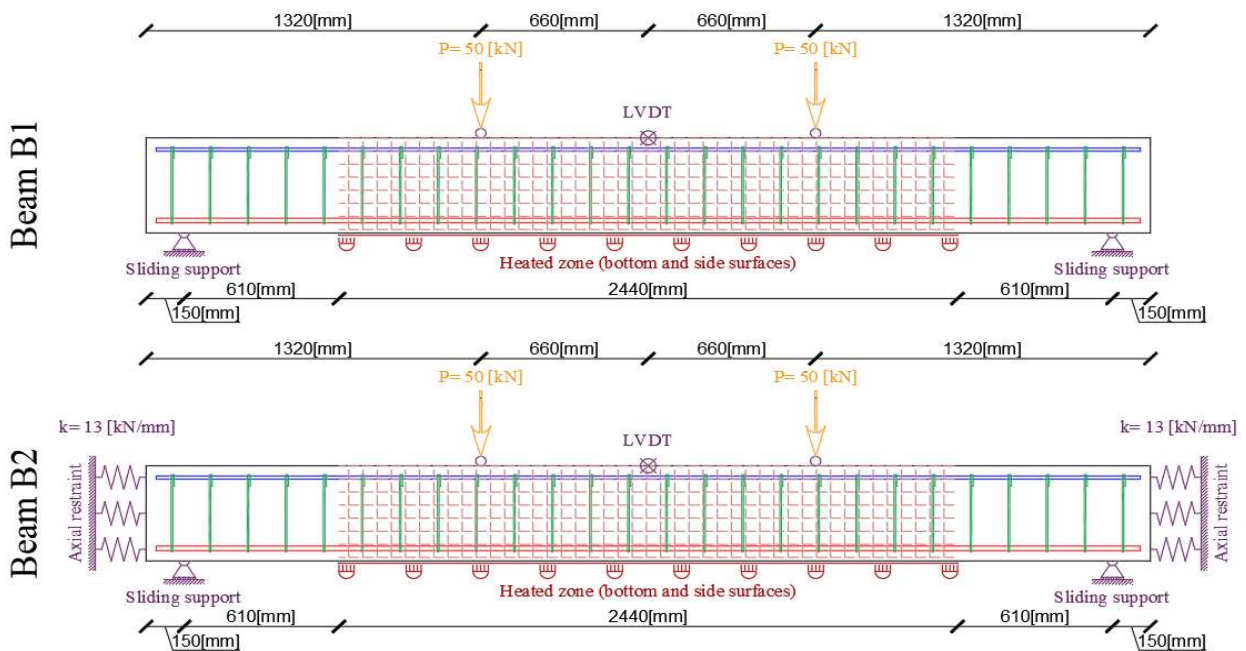 1320[mm] 660[mm] 660[mm] 1320[mm]
P= 50 [kN] P= 50 [kN]
LVDT
Beam B1
Heated zone (bottom and side surfaces)
Sliding support Sliding support
610[mm] 2440[mm] 610[mm]
150[mm] 150[mm]
1320[mm] 660[mm] 660[mm] 1320[mm]
P= 50 [kN] P= 50 [kN]
k= 13 [kN/mm] k= 13 [kN/mm]
LVDT
Beam B2
Axial restraint Axial restraint
Heated zone (bottom and side surfaces)
Sliding support Sliding support
610[mm] 2440[mm] 610[mm]
150[mm] 150[mm]